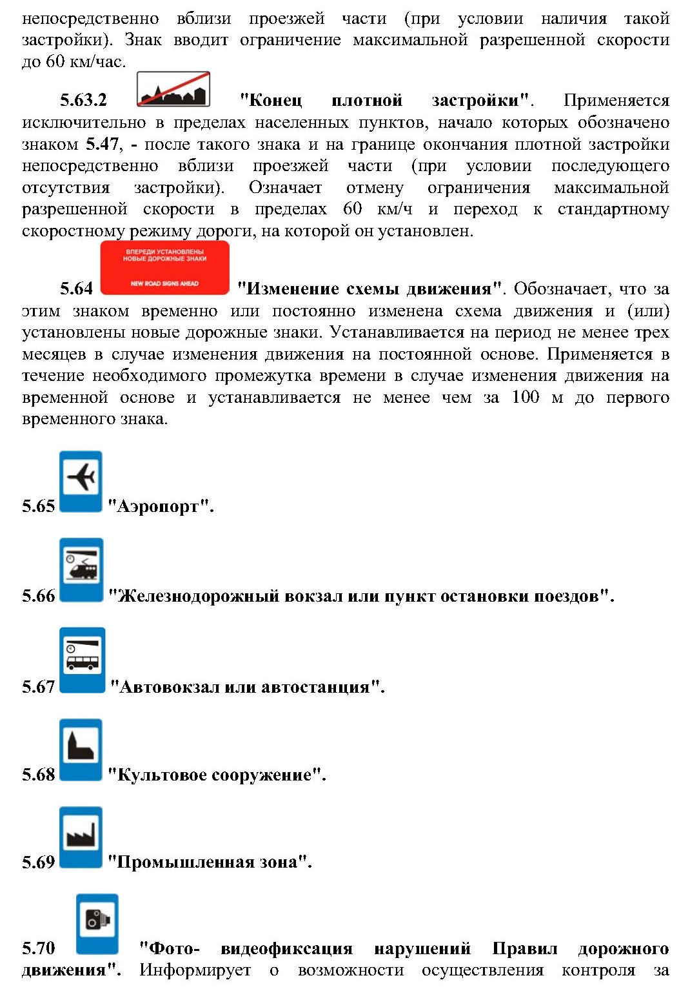 непосредственно вблизи проезжей части (при условии наличия такой
застройки). Знак вводит ограничение максимальной разрешенной скорости
до 60 км/час.
5.63.2 "Конец плотной застройки". Применяется
исключительно в пределах населенных пунктов, начало которых обозначено
знаком 5.47, - после такого знака и на границе окончания плотной застройки
непосредственно вблизи проезжей части (при условии последующего
отсутствия застройки). Означает отмену ограничения максимальной
разрешенной скорости в пределах 60 км/ч и переход к стандартному
скоростному режиму дороги, на которой он установлен.
ВПЕРЕДИ УСТАНОВЛЕНЫ
НОВЫЕ ДОРОЖНЫЕ ЗНАКИ
NEW ROAD SIGNS AHEAD
5.64 "Изменение схемы движения". Обозначает, что за
этим знаком временно или постоянно изменена схема движения и (или)
установлены новые дорожные знаки. Устанавливается на период не менее трех
месяцев в случае изменения движения на постоянной основе. Применяется в
течение необходимого промежутка времени в случае изменения движения на
временной основе и устанавливается не менее чем за 100 м до первого
временного знака.
5.65 "Аэропорт".
5.66 "Железнодорожный вокзал или пункт остановки поездов".
5.67 "Автовокзал или автостанция".
5.68 "Культовое сооружение".
5.69 "Промышленная зона".
5.70 "Фото- видеофиксация нарушений Правил дорожного
движения". Информирует о возможности осуществления контроля за